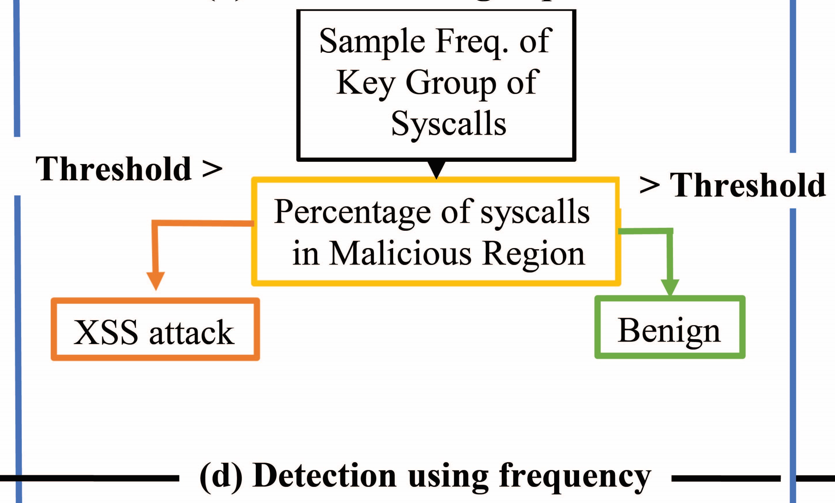 Sample Freq. of
Key Group of
Syscalls
Threshold >
> Threshold
Percentage of syscalls
in Malicious Region
XSS attack
Benign
(d) Detection using frequency